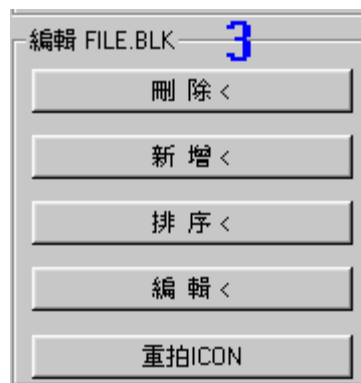 編輯 FILE.BLK 3
刪 除 <
新 增 <
排 序 <
編 輯 <
重拍ICON